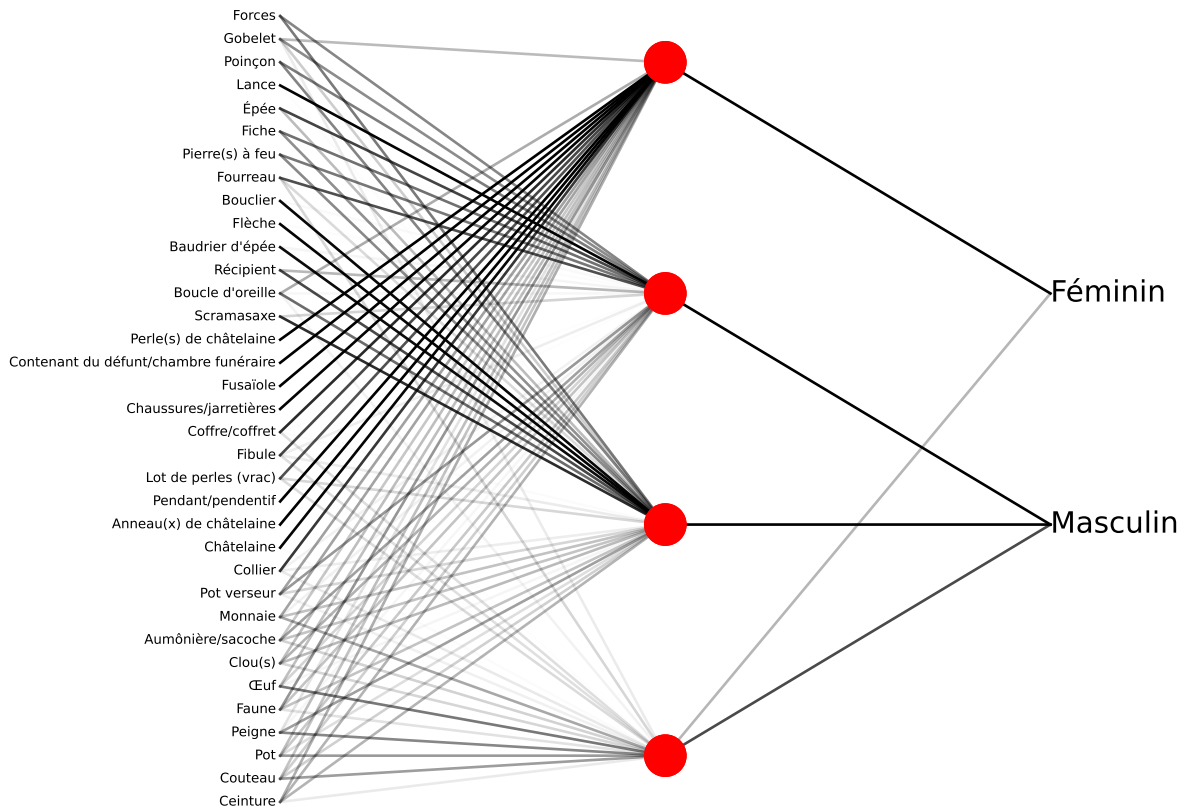 Forces
Gobelet
Poinçon
Lance
Épée
Fiche
Pierre(s) à feu
Fourreau
Bouclier
Flèche
Baudrier d'épée
Récipient
Boucle d'oreille
Scramasaxe
Perle(s) de châtelaine
Contenant du défunt/chambre funéraire
Fusaïole
Chaussures/jarretières
Coffre/coffret
Fibule
Lot de perles (vrac)
Pendant/pendentif
Anneau(x) de châtelaine
Châtelaine
Collier
Pot verseur
Monnaie
Aumônière/sacoche
Clou(s)
Œuf
Faune
Peigne
Pot
Couteau
Ceinture
Féminin
Masculin